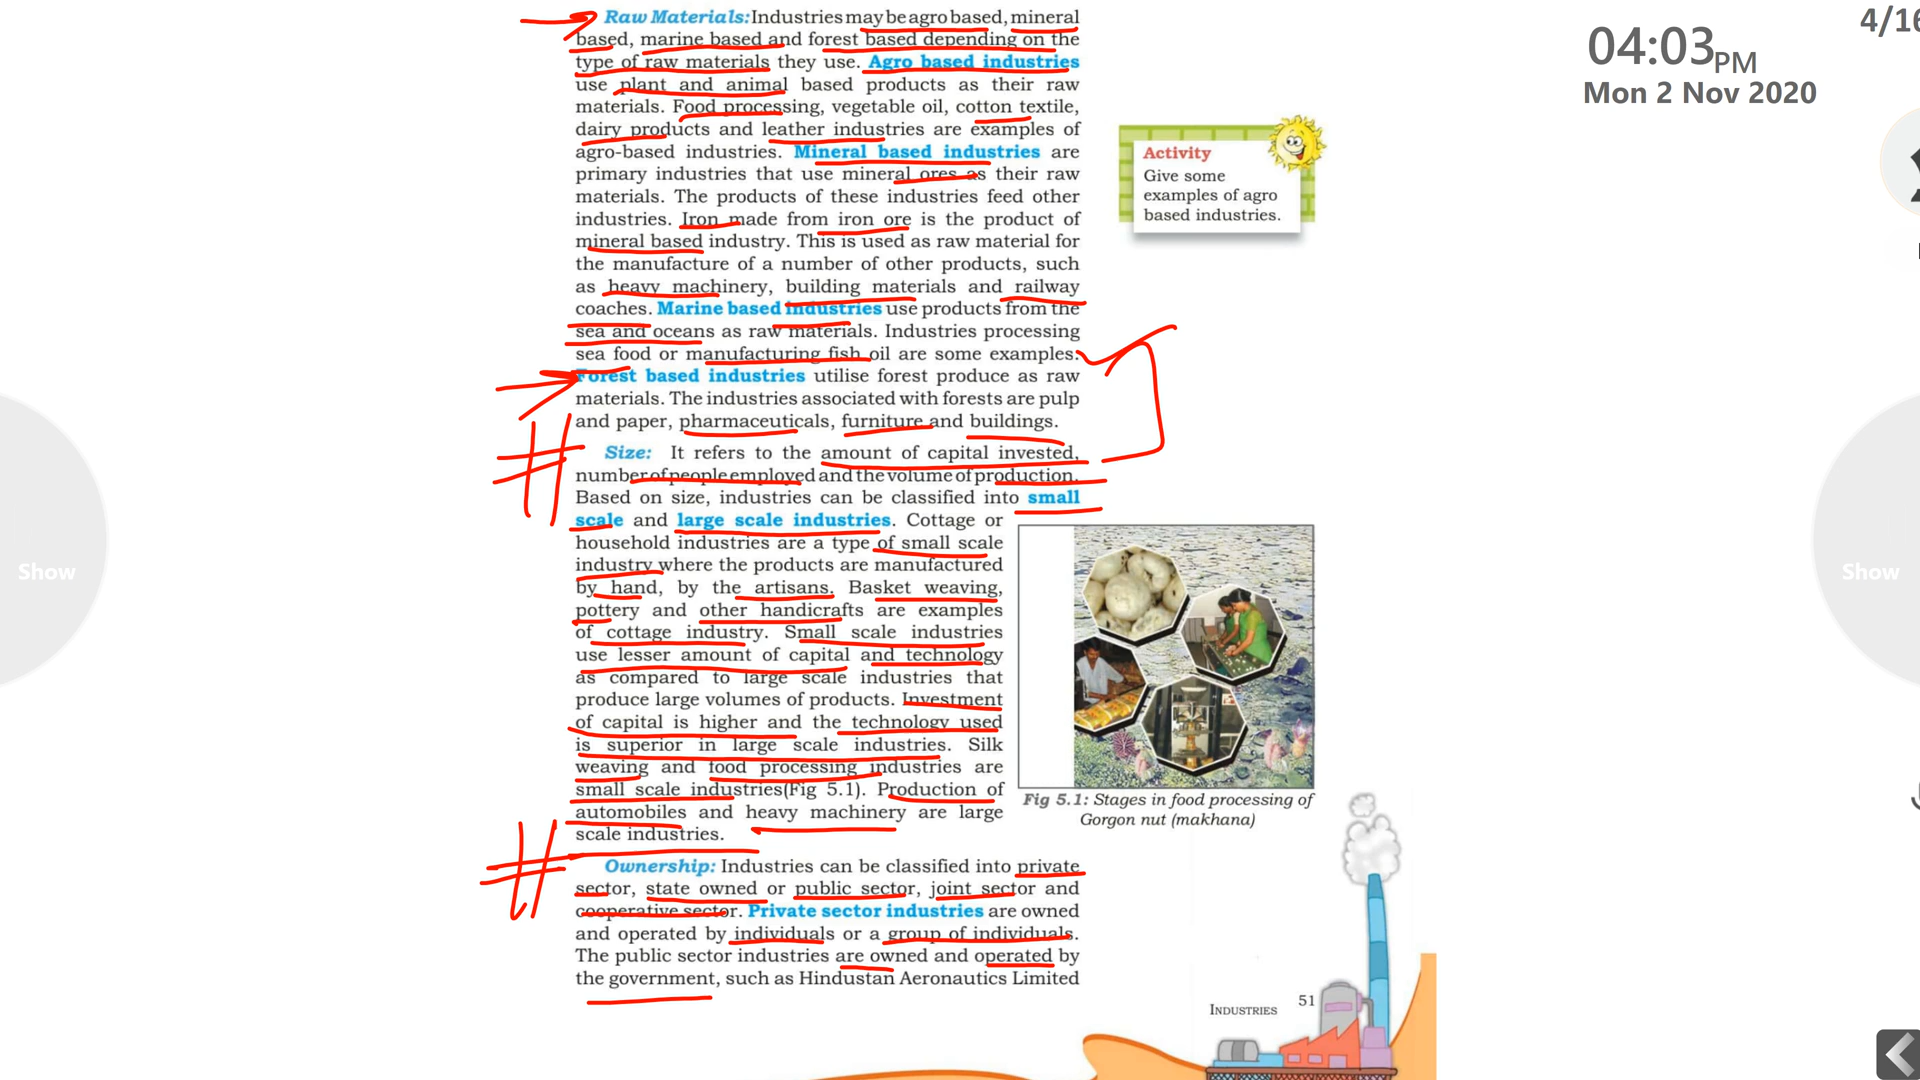 Raw Materials: Industries may be agro based, mineral
based, marine based and forest based depending on the
type of raw materials they use. Agro based industries
use plant and animal based products as their raw
materials. Food processing, vegetable oil, cotton textile,
dairy products and leather industries are examples of
agro-based industries. Mineral based industries are
primary industries that use mineral ores as their raw
materials. The products of these industries feed other
industries. Iron made from iron ore is the product of
mineral based industry. This is used as raw material for
the manufacture of a number of other products, such
as heavy machinery, building materials and railway
coaches. Marine based industries use products from the
sea and oceans as raw materials. Industries processing
sea food or manufacturing fish oil are some examples.
Forest based industries utilise forest produce as raw
materials. The industries associated with forests are pulp
and paper, pharmaceuticals, furniture and buildings.
Size: It refers to the amount of capital invested,
number of people employed and the volume of production.
Based on size, industries can be classified into small
scale and large scale industries. Cottage or
household industries are a type of small scale
industry where the products are manufactured
by hand, by the artisans. Basket weaving,
pottery and other handicrafts are examples
of cottage industry. Small scale industries
use lesser amount of capital and technology
as compared to large scale industries that
produce large volumes of products. Investment
of capital is higher and the technology used
is superior in large scale industries. Silk
weaving and food processing industries are
small scale industries(Fig 5.1). Production of
automobiles and heavy machinery are large
scale industries.
Ownership: Industries can be classified into private
sector, state owned or public sector, joint sector and
cooperative sector. Private sector industries are owned
and operated by individuals or a group of individuals.
The public sector industries are owned and operated by
the government, such as Hindustan Aeronautics Limited
Activity
Give some
examples of agro
based industries.
Fig 5.1: Stages in food processing of
Gorgon nut (makhana)
INDUSTRIES 51
04:03 PM
Mon 2 Nov 2020
4/16
Show
Show